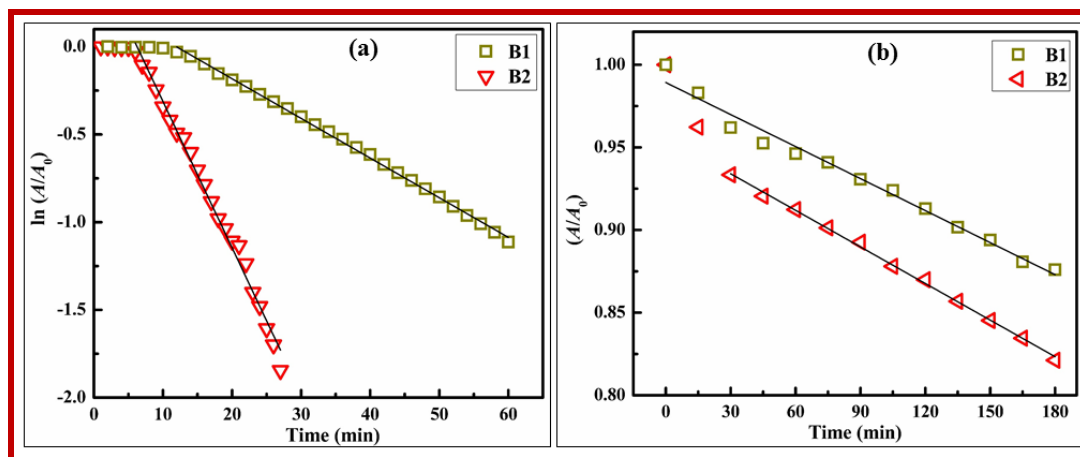 (a)
B1
B2
ln (A/A0)
0.0
-0.5
-1.0
-1.5
-2.0
0 10 20 30 40 50 60
Time (min)
(b)
B1
B2
(A/A0)
1.00
0.95
0.90
0.85
0.80
0 30 60 90 120 150 180
Time (min)